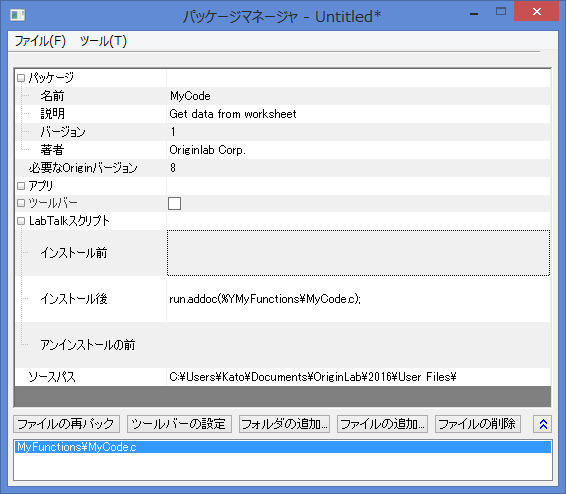 パッケージマネージャ - Untitled*
ファイル(F) ツール(T)
パッケージ
名前 MyCode
説明 Get data from worksheet
バージョン 1
著者 Originlab Corp.
必要なOriginバージョン 8
アプリ
ツールバー
LabTalkスクリプト
インストール前
インストール後 run.addoc(%YMyFunctions¥MyCode.c);
アンインストールの前
ソースパス C:¥Users¥Kato¥Documents¥OriginLab¥2016¥User Files¥
ファイルの再パック ツールバーの設定 フォルダの追加... ファイルの追加... ファイルの削除
MyFunctions¥MyCode.c